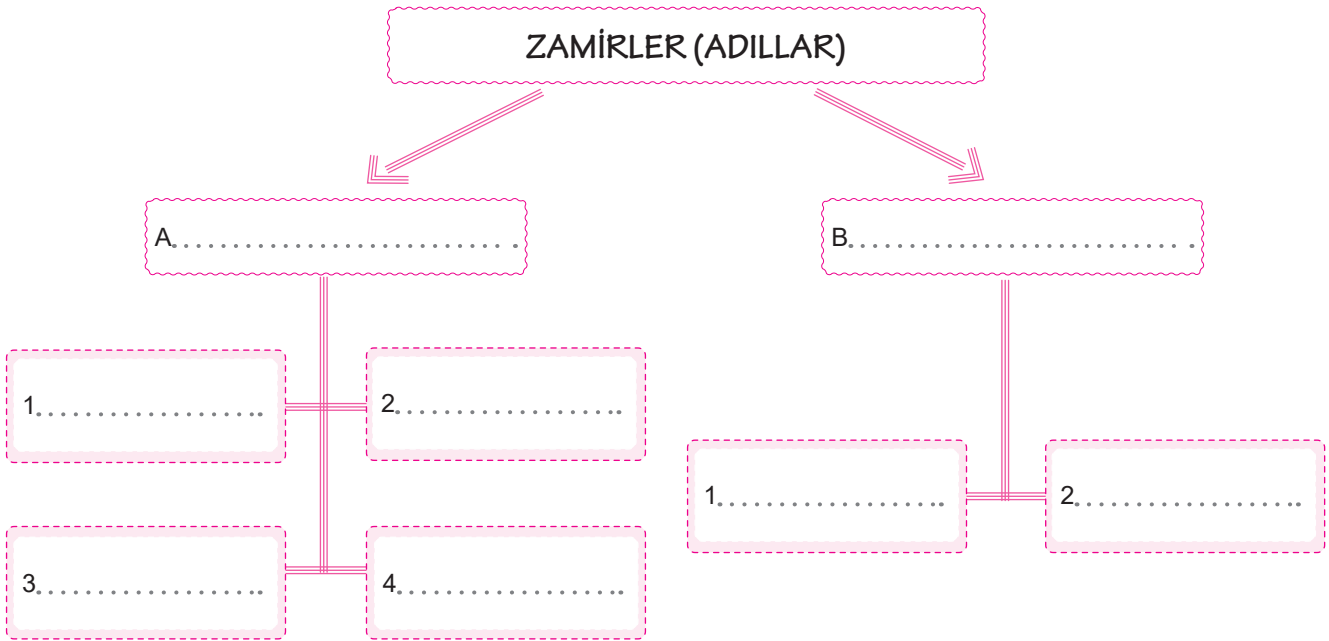 ZAMİRLER (ADILLAR)
A. . . . . . . . . . . . . . . . . . . . . . . . . . . .
B. . . . . . . . . . . . . . . . . . . . . . . . . . . . .
1. . . . . . . . . . . . . . . . . . ..
2. . . . . . . . . . . . . . . . . . ..
1. . . . . . . . . . . . . . . . . . ..
2. . . . . . . . . . . . . . . . . . ..
3. . . . . . . . . . . . . . . . . . ..
4. . . . . . . . . . . . . . . . . . ..